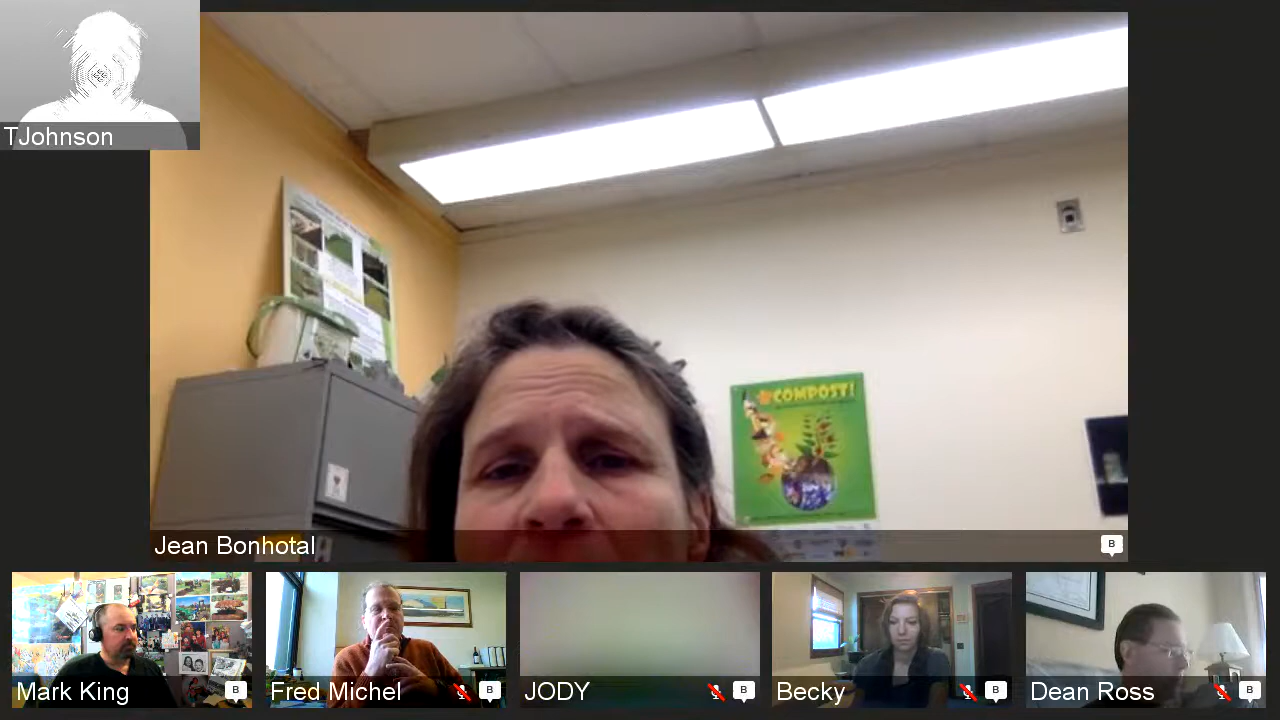 TJohnson
COMPOST!
Jean Bonhotal
B
Mark King
B
Fred Michel
B
JODY
B
Becky
B
Dean Ross
B